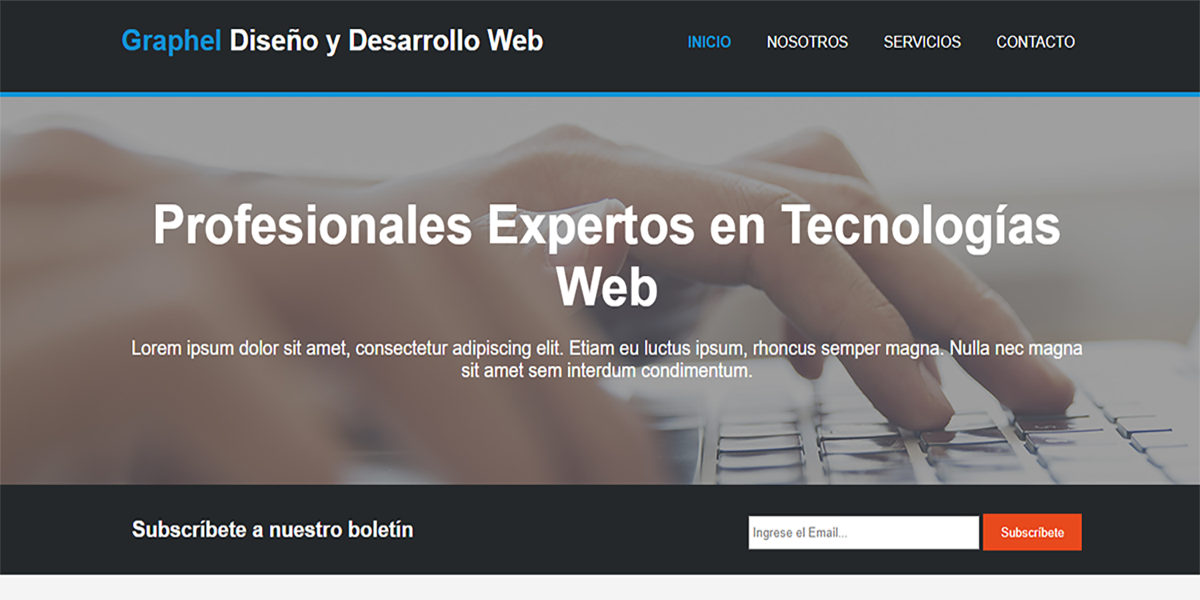 Graphel Diseño y Desarrollo Web
INICIO NOSOTROS SERVICIOS CONTACTO
Profesionales Expertos en Tecnologías
Web
Lorem ipsum dolor sit amet, consectetur adipiscing elit. Etiam eu luctus ipsum, rhoncus semper magna. Nulla nec magna
sit amet sem interdum condimentum.
Subscríbete a nuestro boletín
Ingrese el Email...
Subscríbete